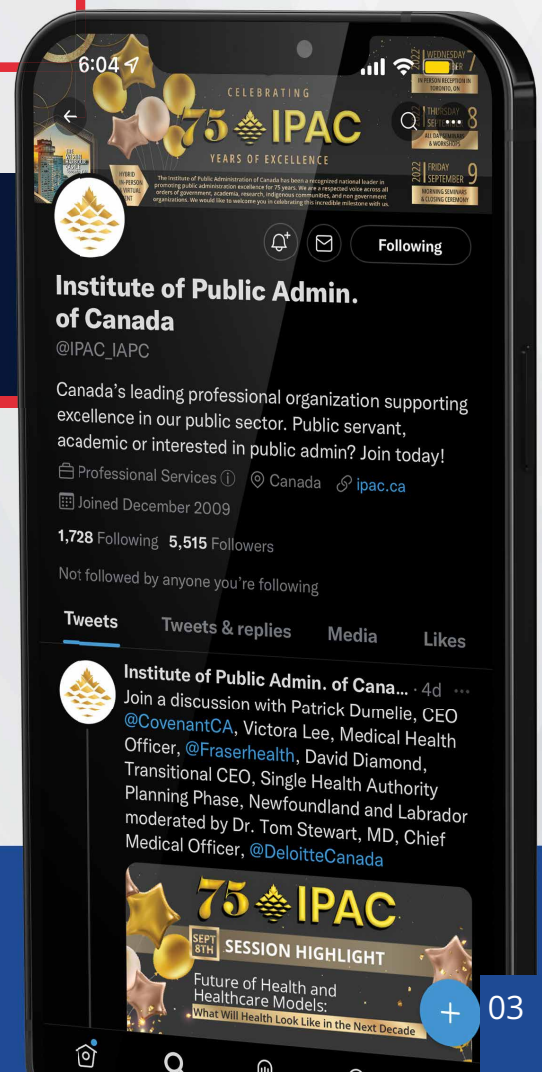 6:04
CELEBRATING
75 IPAC
YEARS OF EXCELLENCE
HYBRID
IN-PERSON
VIRTUAL
The Institute of Public Administration of Canada has been a recognized national leader in
promoting public administration excellence for 75 years. We are a respected voice across all
orders of government, academia, research, indigenous communities, and non government
organizations. We would like to welcome you in celebrating this incredible milestone with us.
2022 WEDNESDAY 7
IN PERSON RECEPTION IN
TORONTO, ON
THURSDAY 8
ALL DAY SEMINARS
& WORKSHOPS
2022 FRIDAY
SEPTEMBER 9
MORNING SEMINARS
& CLOSING CEREMONY
Following
Institute of Public Admin.
of Canada
@IPAC_IAPC
Canada's leading professional organization supporting
excellence in our public sector. Public servant,
academic or interested in public admin? Join today!
Professional Services Canada ipac.ca
Joined December 2009
1,728 Following 5,515 Followers
Not followed by anyone you're following
Tweets Tweets & replies Media Likes
Institute of Public Admin. of Cana... · 4d ...
Join a discussion with Patrick Dumelie, CEO
@CovenantCA, Victora Lee, Medical Health
Officer, @Fraserhealth, David Diamond,
Transitional CEO, Single Health Authority
Planning Phase, Newfoundland and Labrador
moderated by Dr. Tom Stewart, MD, Chief
Medical Officer, @DeloitteCanada
75 IPAC
SEPT
8TH SESSION HIGHLIGHT
Future of Health and
Healthcare Models:
What Will Health Look Like in the Next Decade
+
03